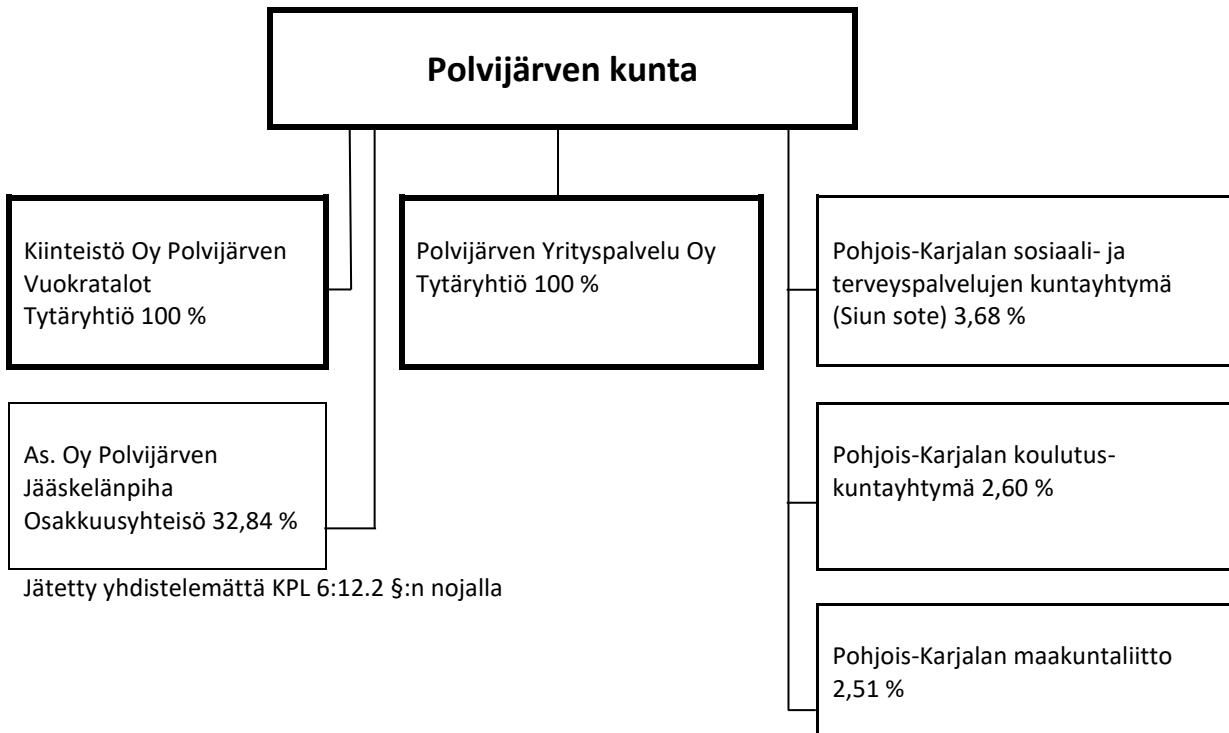 Polvijärven kunta
Kiinteistö Oy Polvijärven
Vuokratalot
Tytäryhtiö 100 %
Polvijärven Yrityspalvelu Oy
Tytäryhtiö 100 %
Pohjois-Karjalan sosiaali- ja
terveyspalvelujen kuntayhtymä
(Siun sote) 3,68 %
As. Oy Polvijärven
Jääskelänpiha
Osakkuusyhteisö 32,84 %
Pohjois-Karjalan koulutus-
kuntayhtymä 2,60 %
Jätetty yhdistelemättä KPL 6:12.2 §:n nojalla
Pohjois-Karjalan maakuntaliitto
2,51 %